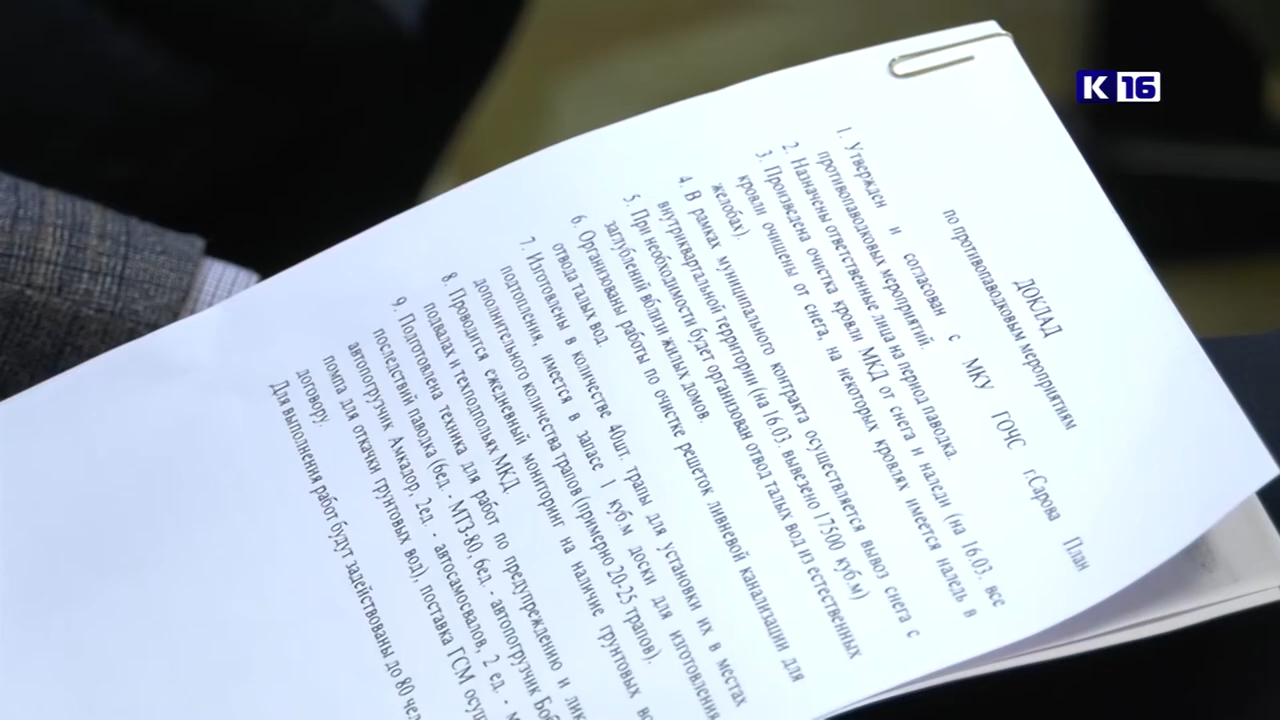 К 16
ДОКЛАД
по противопаводковым мероприятиям
1. Утвержден и согласован с МКУ ГОЧС г.Сарова План
противопаводковых мероприятий.
2. Назначены ответственные лица на период паводка.
3. Произведена очистка кровли МКД от снега и наледи (на 16.03. все
кровли очищены от снега, на некоторых кровлях имеется наледь в
желобах).
4. В рамках муниципального контракта осуществляется вывоз снега с
внутриквартальной территории (на 16.03. вывезено 17500 куб.м)
5. При необходимости будет организован отвод талых вод из естественных
заглублений вблизи жилых домов.
6. Организованы работы по очистке решеток ливневой канализации для
отвода талых вод
7. Изготовлены в количестве 40шт. трапы для установки их в местах
подтопления, имеется в запасе 1 куб.м доски для изготовления
дополнительного количества трапов (примерно 20-25 трапов).
8. Проводится ежедневный мониторинг на наличие грунтовых
подвалах и техподпольях МКД.
9. Подготовлена техника для работ по предупреждению и
последствий паводка (6ед. - МТЗ-80, 6ед. - автопогрузчик
автопогрузчик Амкадор, 2ед. - автосамосвалов, 2 ед. -
помпа для откачки грунтовых вод), поставка ГСМ
договору.
Для выполнения работ будут задействованы до 80